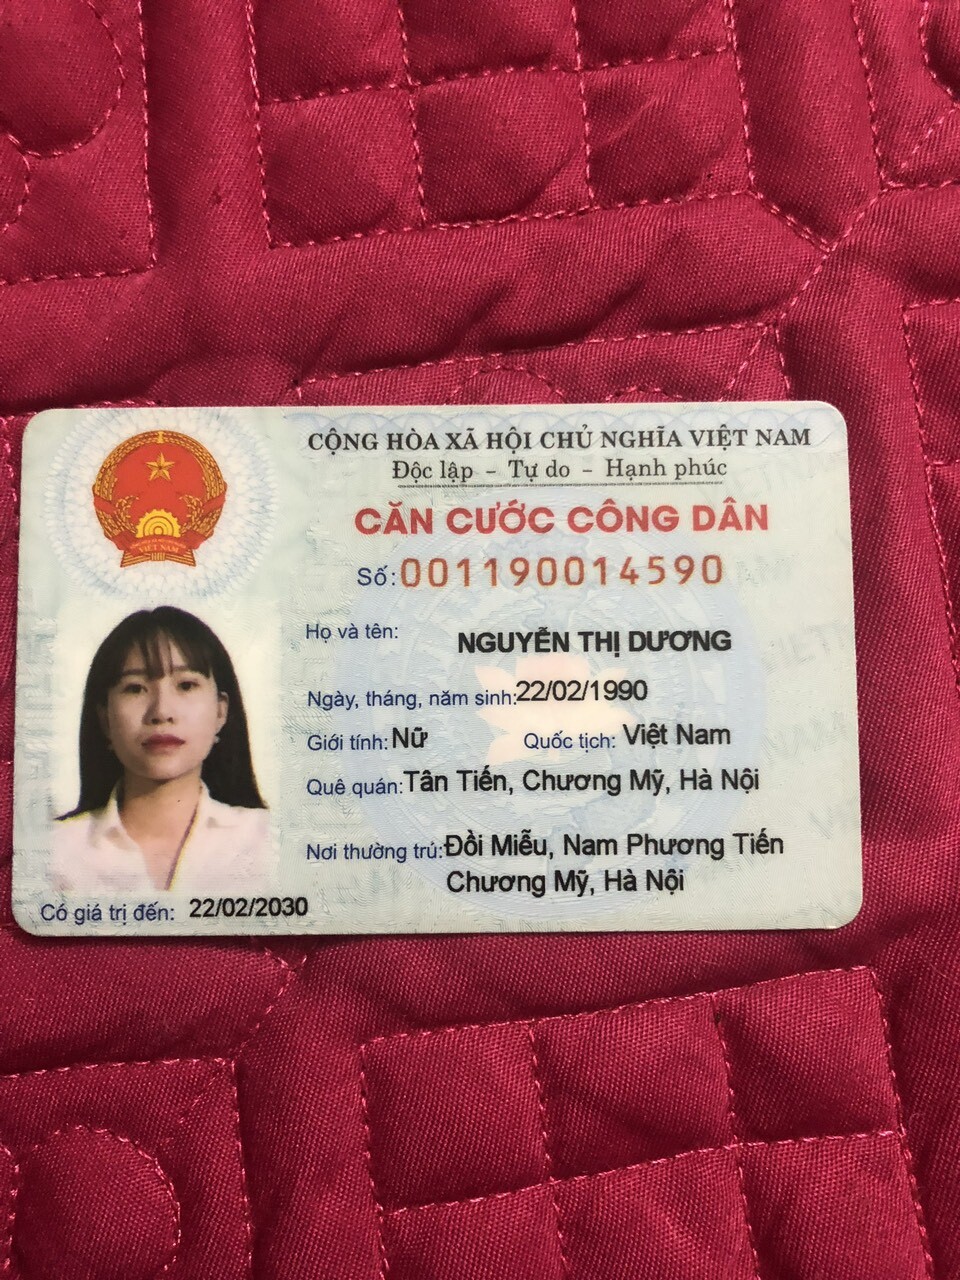 CỘNG HÒA XÃ HỘI CHỦ NGHĨA VIỆT NAM
Độc lập - Tự do - Hạnh phúc
CĂN CƯỚC CÔNG DÂN
Số: 001190014590
Họ và tên: NGUYỄN THỊ DƯƠNG
Ngày, tháng, năm sinh: 22/02/1990
Giới tính: Nữ Quốc tịch: Việt Nam
Quê quán: Tân Tiến, Chương Mỹ, Hà Nội
Nơi thường trú: Đồi Miễu, Nam Phương Tiến
Chương Mỹ, Hà Nội
Có giá trị đến: 22/02/2030